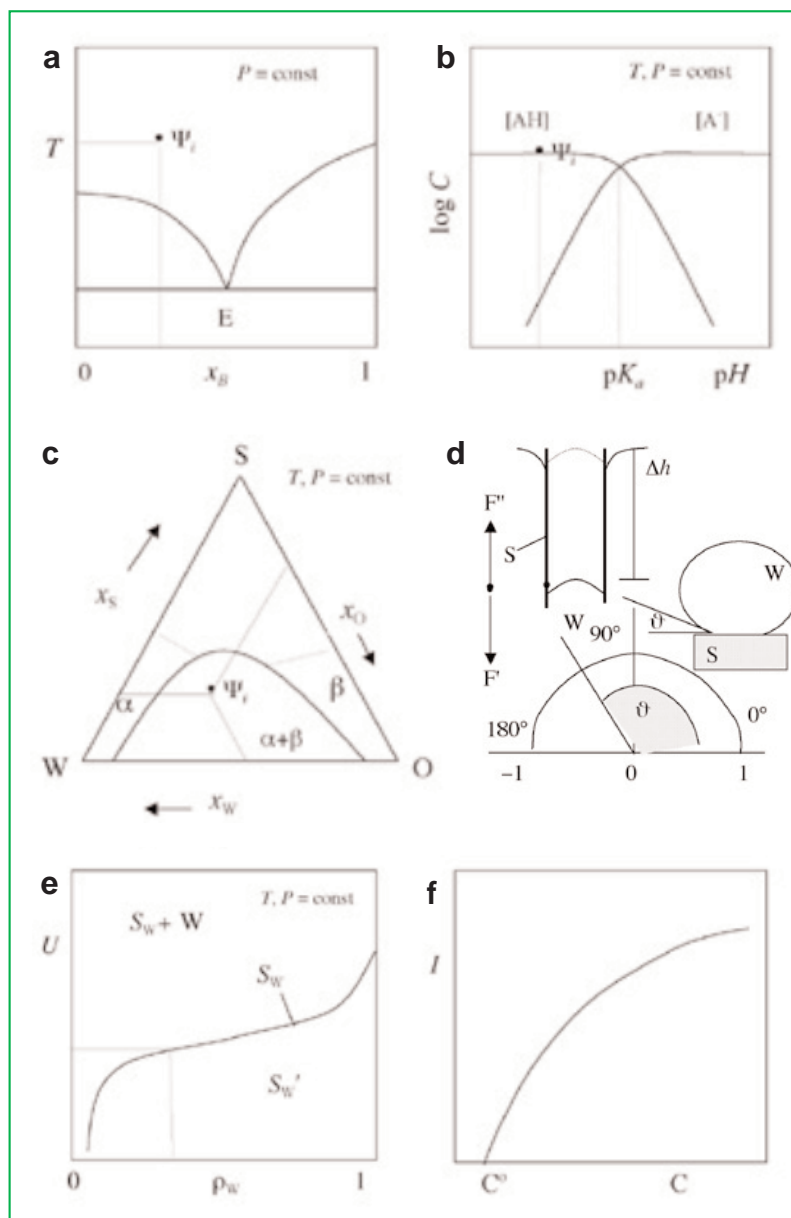 a
P = const
T
Ψi
E
0 xB 1
b
T, P = const
[AH] [A-]
Ψi
log C
pKa pH
c
S
T, P = const
xS
xO
α Ψi β
α+β
W O
xW
d
Δh
F''
S
W
W 90° ϑ
S
F'
180° ϑ 0°
-1 0 1
e
T, P = const
SW + W
U
SW
SW'
0 ρW 1
f
I
C° C